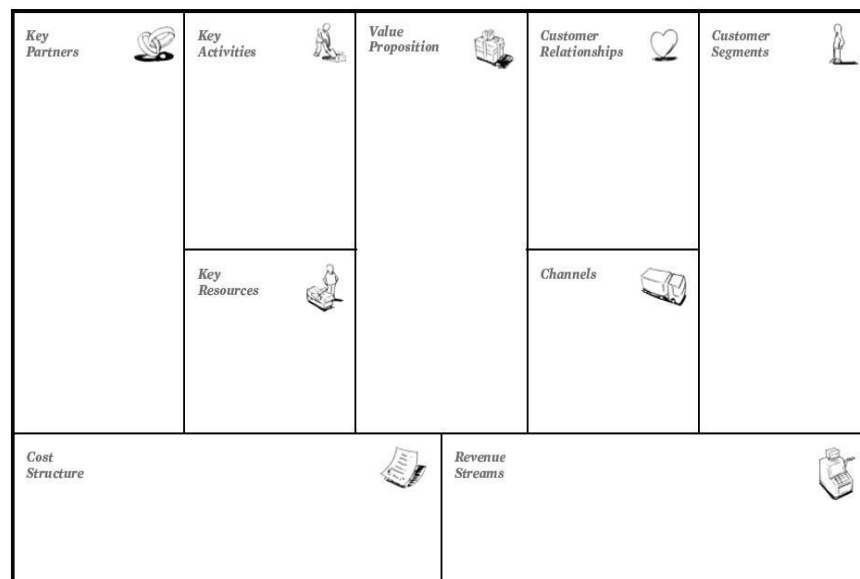 Key
Partners
Key
Activities
Value
Proposition
Customer
Relationships
Customer
Segments
Key
Resources
Channels
Cost
Structure
Revenue
Streams